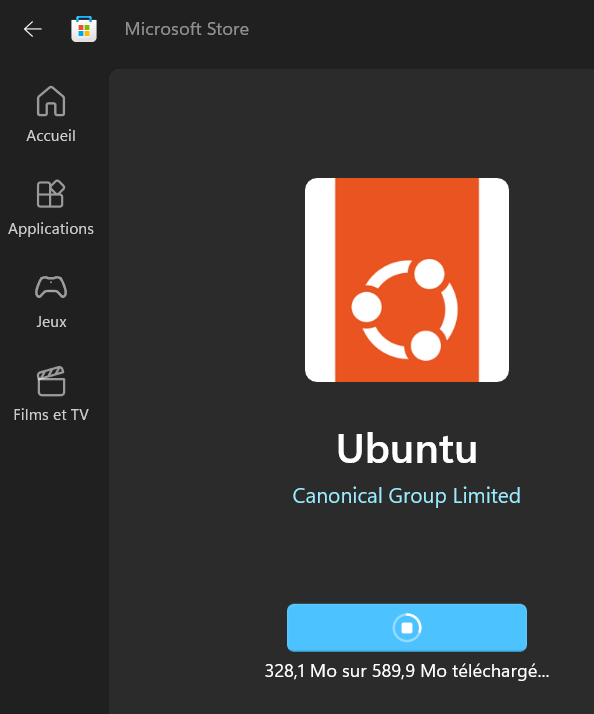 Microsoft Store
Accueil
Applications
Jeux
Films et TV
Ubuntu
Canonical Group Limited
328,1 Mo sur 589,9 Mo téléchargé...